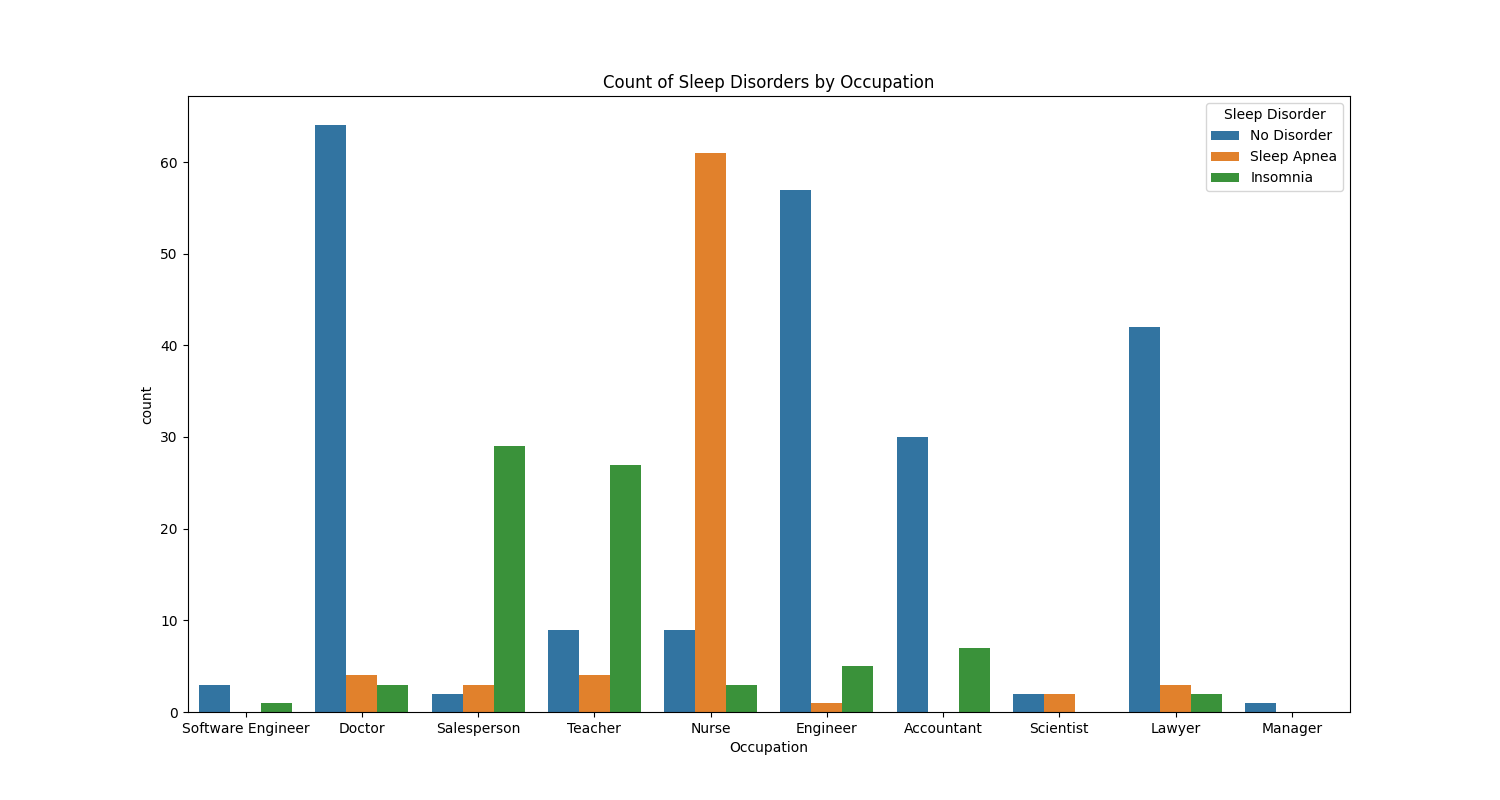 Count of Sleep Disorders by Occupation
Sleep Disorder
No Disorder
Sleep Apnea
Insomnia
count
60
50
40
30
20
10
0
Software Engineer Doctor Salesperson Teacher Nurse Engineer Accountant Scientist Lawyer Manager
Occupation